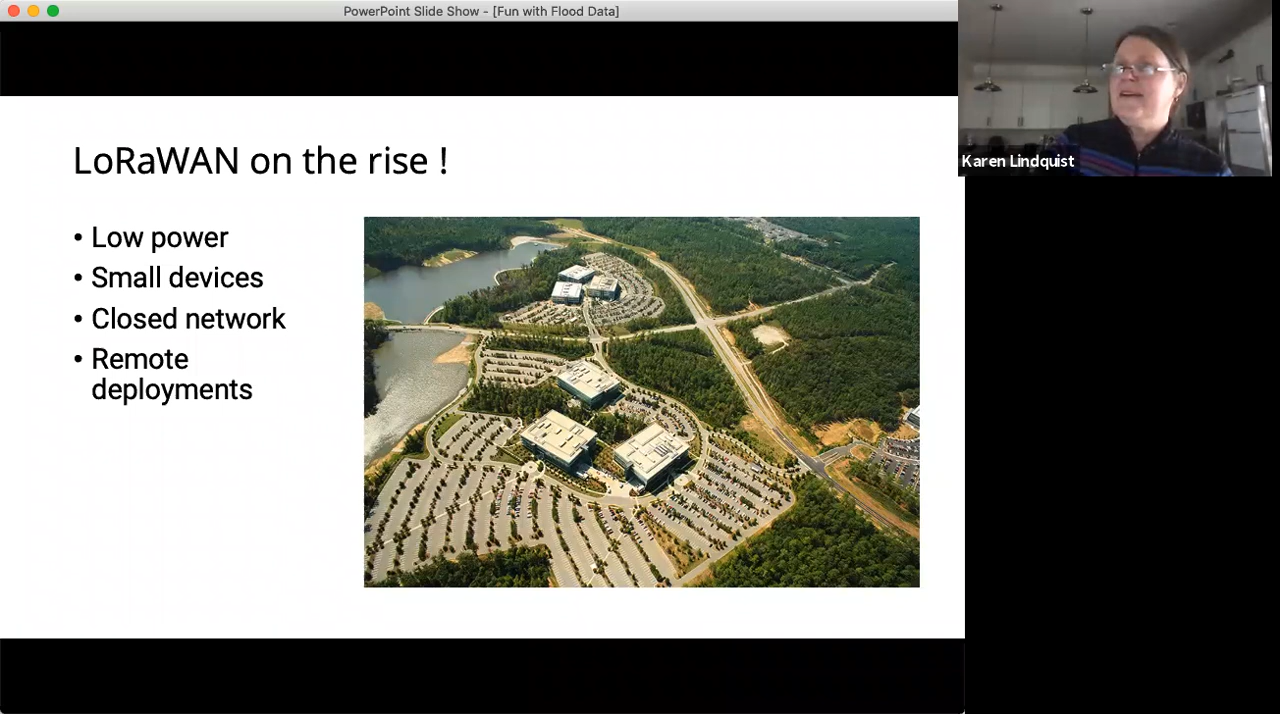 PowerPoint Slide Show - [Fun with Flood Data]
LoRaWAN on the rise !
• Low power
• Small devices
• Closed network
• Remote
deployments
Karen Lindquist